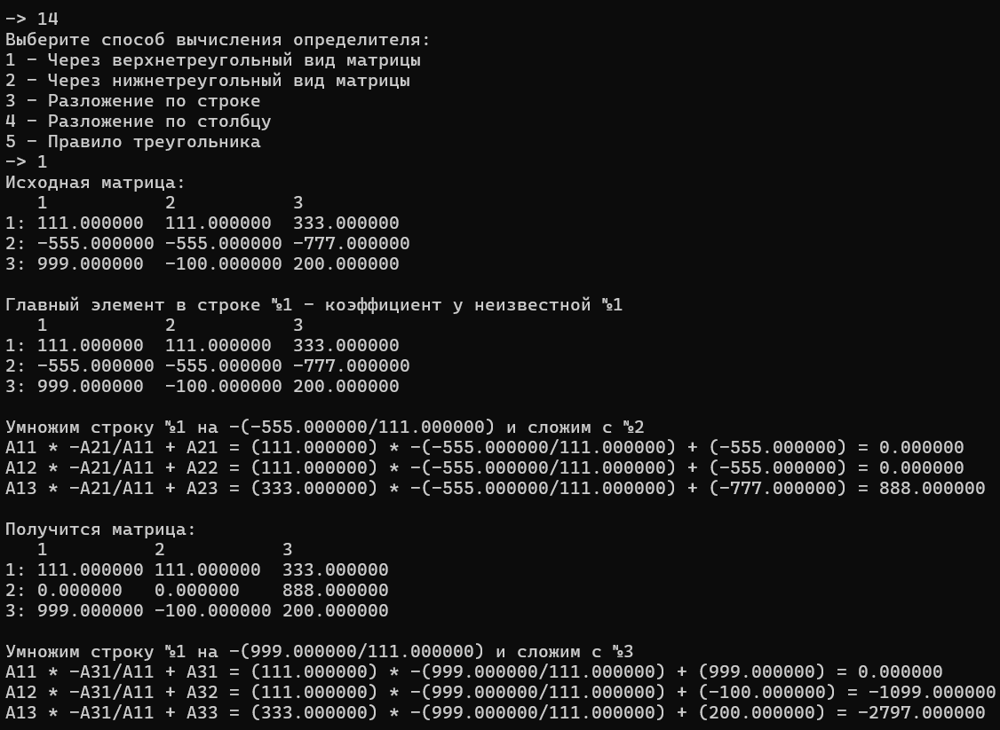 -> 14
Выберите способ вычисления определителя:
1 - Через верхнетреугольный вид матрицы
2 - Через нижнетреугольный вид матрицы
3 - Разложение по строке
4 - Разложение по столбцу
5 - Правило треугольника
-> 1
Исходная матрица:
   1           2           3
1: 111.000000  111.000000  333.000000
2: -555.000000 -555.000000 -777.000000
3: 999.000000  -100.000000 200.000000

Главный элемент в строке №1 - коэффициент у неизвестной №1
   1           2           3
1: 111.000000  111.000000  333.000000
2: -555.000000 -555.000000 -777.000000
3: 999.000000  -100.000000 200.000000

Умножим строку №1 на -(-555.000000/111.000000) и сложим с №2
A11 * -A21/A11 + A21 = (111.000000) * -(-555.000000/111.000000) + (-555.000000) = 0.000000
A12 * -A21/A11 + A22 = (111.000000) * -(-555.000000/111.000000) + (-555.000000) = 0.000000
A13 * -A21/A11 + A23 = (333.000000) * -(-555.000000/111.000000) + (-777.000000) = 888.000000

Получится матрица:
   1          2           3
1: 111.000000 111.000000  333.000000
2: 0.000000   0.000000    888.000000
3: 999.000000 -100.000000 200.000000

Умножим строку №1 на -(999.000000/111.000000) и сложим с №3
A11 * -A31/A11 + A31 = (111.000000) * -(999.000000/111.000000) + (999.000000) = 0.000000
A12 * -A31/A11 + A32 = (111.000000) * -(999.000000/111.000000) + (-100.000000) = -1099.000000
A13 * -A31/A11 + A33 = (333.000000) * -(999.000000/111.000000) + (200.000000) = -2797.000000